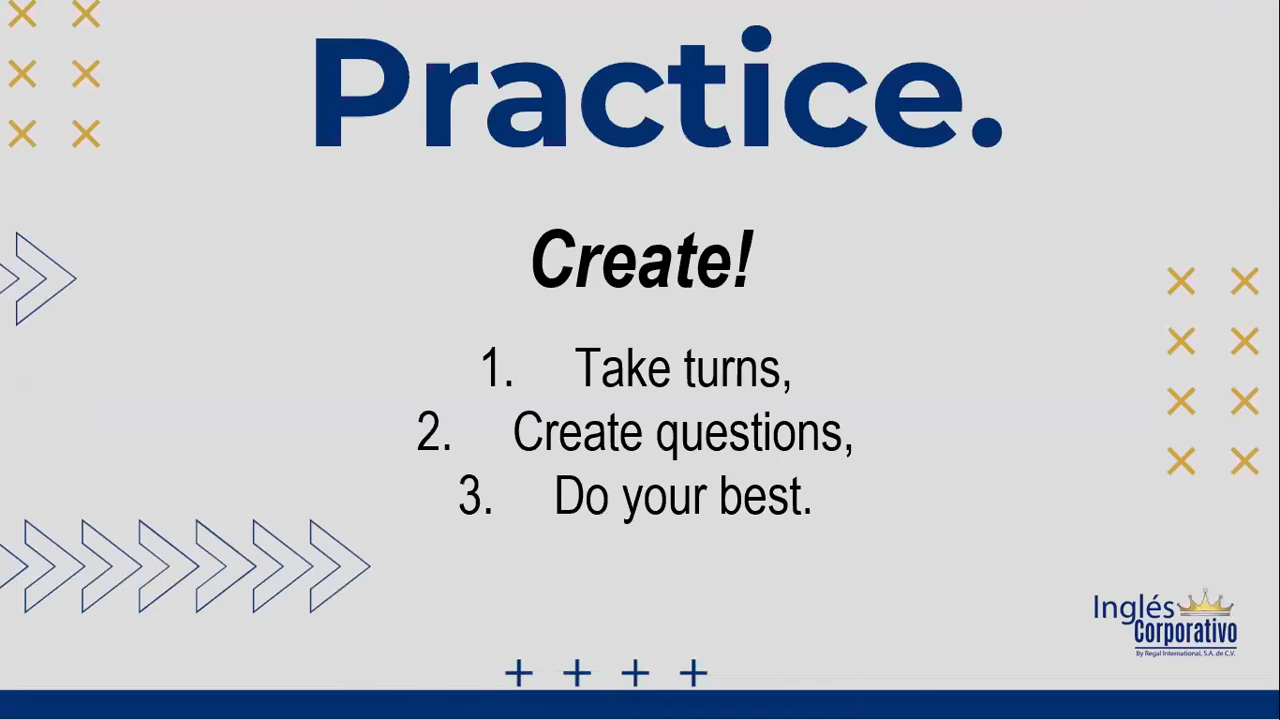 Practice.
Create!
1. Take turns,
2. Create questions,
3. Do your best.
Inglés
Corporativo
By Regal International, S.A. de C.V.